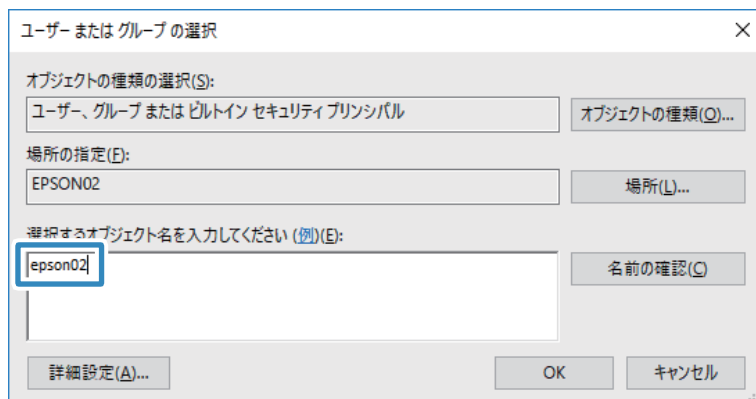 ユーザー または グループ の選択
オブジェクトの種類の選択(S):
ユーザー、グループ または ビルトイン セキュリティ プリンシパル
オブジェクトの種類(O)...
場所の指定(F):
EPSON02
場所(L)...
選択するオブジェクト名を入力してください (例)(E):
epson02
名前の確認(C)
詳細設定(A)...
OK
キャンセル